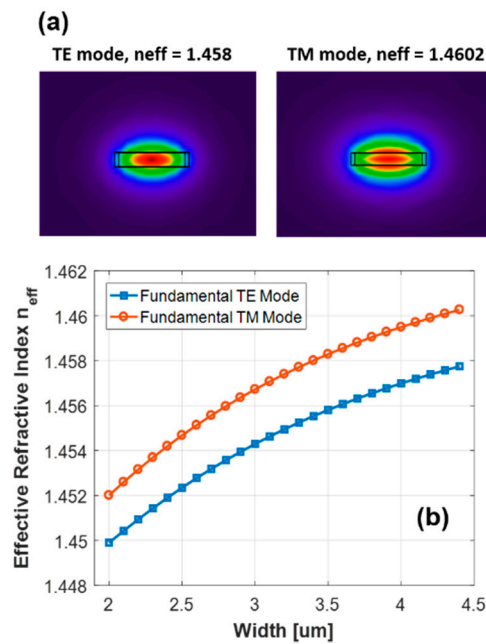 (a)
TE mode, neff = 1.458
TM mode, neff = 1.4602
1.462
1.46
1.458
1.456
1.454
1.452
1.45
1.448
Effective Refractive Index n_eff
Fundamental TE Mode
Fundamental TM Mode
(b)
2
2.5
3
3.5
4
4.5
Width [um]